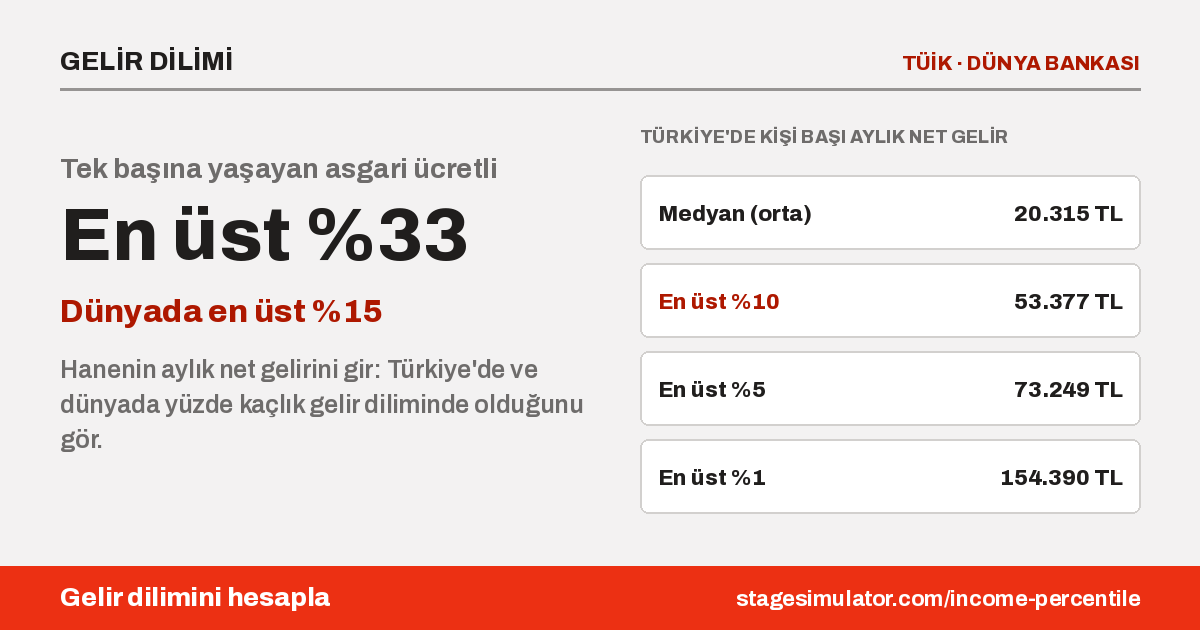 GELİR DİLİMİ
TÜİK · DÜNYA BANKASI
Tek başına yaşayan asgari ücretli
En üst %33
Dünyada en üst %15
Hanenin aylık net gelirini gir: Türkiye'de ve
dünyada yüzde kaçlık gelir diliminde olduğunu
gör.
TÜRKİYE'DE KİŞİ BAŞI AYLIK NET GELİR
Medyan (orta) 20.315 TL
En üst %10 53.377 TL
En üst %5 73.249 TL
En üst %1 154.390 TL
Gelir dilimini hesapla
stagesimulator.com/income-percentile